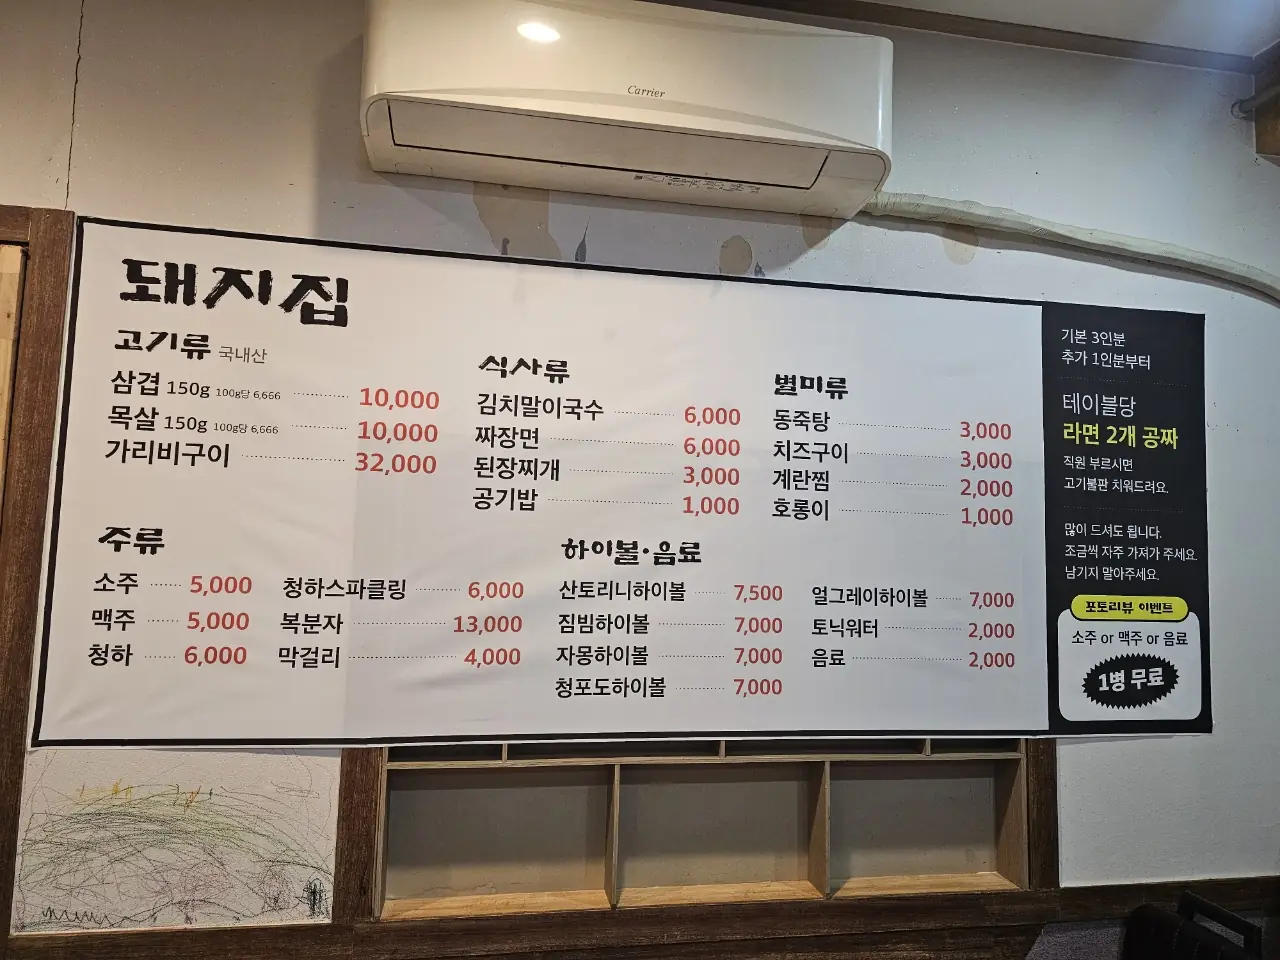 Carrier
돼지집
고기류 국내산
삼겹 150g 100g당 6,666 10,000
목살 150g 100g당 6,666 10,000
가리비구이 32,000
식사류
김치말이국수 6,000
짜장면 6,000
된장찌개 3,000
공기밥 1,000
별미류
동죽탕 3,000
치즈구이 3,000
계란찜 2,000
호롱이 1,000
주류
소주 5,000
맥주 5,000
청하 6,000
청하스파클링 6,000
복분자 13,000
막걸리 4,000
하이볼·음료
산토리니하이볼 7,500
짐빔하이볼 7,000
자몽하이볼 7,000
청포도하이볼 7,000
얼그레이하이볼 7,000
토닉워터 2,000
음료 2,000
기본 3인분
추가 1인분부터
테이블당
라면 2개 공짜
직원 부르시면
고기불판 치워드려요.
많이 드셔도 됩니다.
조금씩 자주 가져가 주세요.
남기지 말아주세요.
포토리뷰 이벤트
소주 or 맥주 or 음료
1병 무료